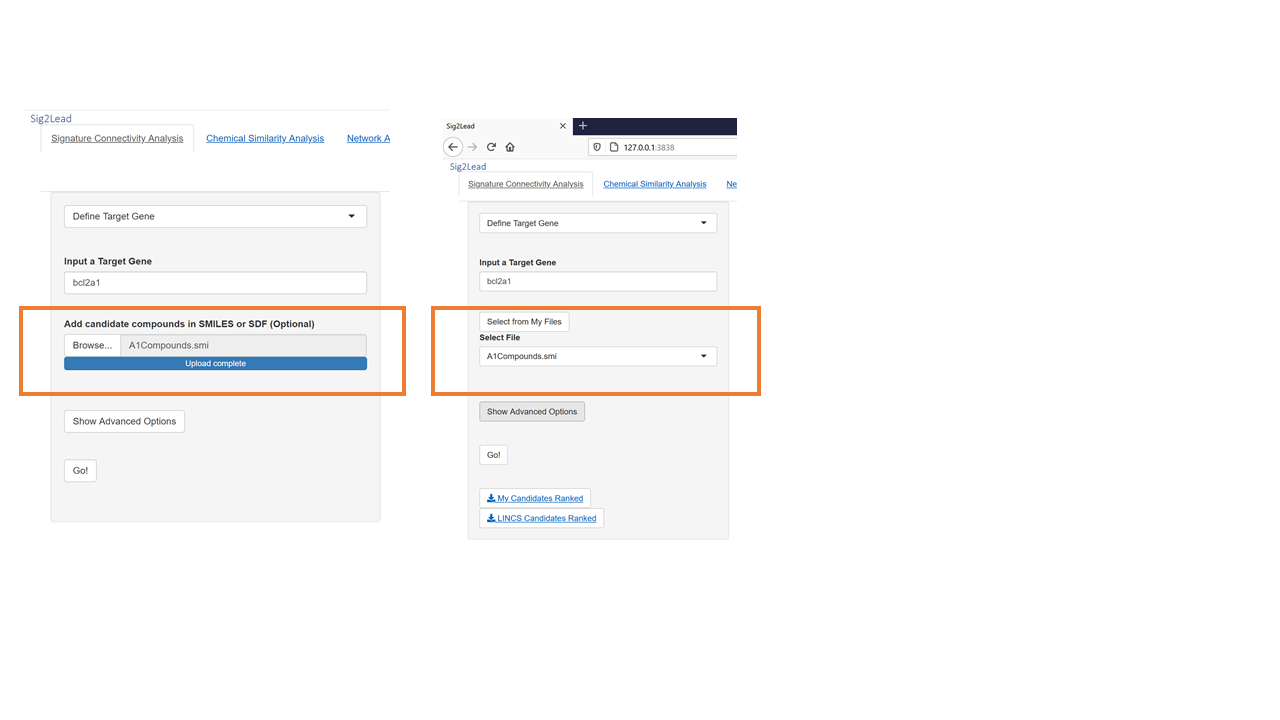 Sig2Lead
Signature Connectivity Analysis
Chemical Similarity Analysis
Network A
Define Target Gene
Input a Target Gene
bcl2a1
Add candidate compounds in SMILES or SDF (Optional)
Browse... A1Compounds.smi
Upload complete
Show Advanced Options
Go!
Sig2Lead
127.0.0.1:3838
Sig2Lead
Signature Connectivity Analysis
Chemical Similarity Analysis
Ne
Define Target Gene
Input a Target Gene
bcl2a1
Select from My Files
Select File
A1Compounds.smi
Show Advanced Options
Go!
My Candidates Ranked
LINCS Candidates Ranked